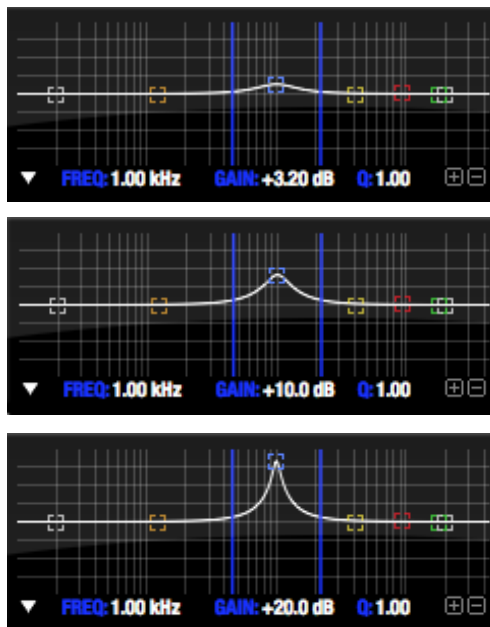 FREQ: 1.00 kHz GAIN: +3.20 dB Q: 1.00
FREQ: 1.00 kHz GAIN: +10.0 dB Q: 1.00
FREQ: 1.00 kHz GAIN: +20.0 dB Q: 1.00